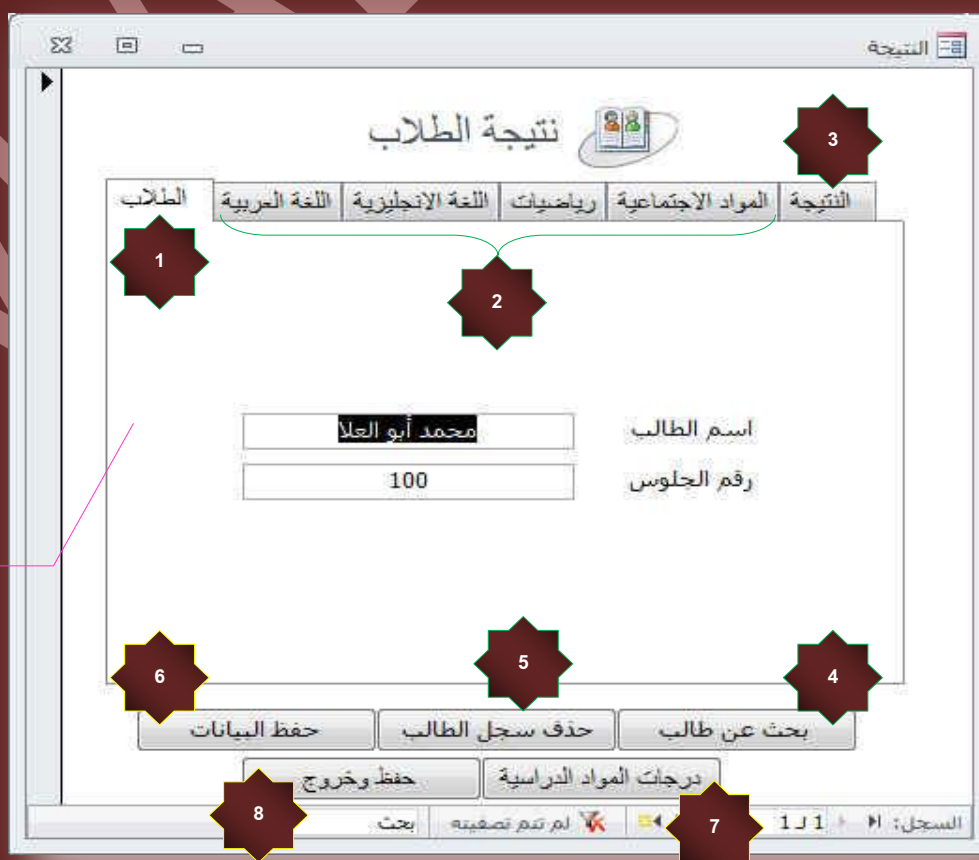 النتيجة
نتيجة الطلاب
3
الطلاب اللغة العربية اللغة الانجليزية رياضيات المواد الاجتماعية النتيجة
1
2
اسم الطالب محمد أبو العلا
رقم الجلوس 100
6 5 4
بحث عن طالب حذف سجل الطالب حفظ البيانات
درجات المواد الدراسية حفظ وخروج
8 7
السجل: 1 لـ 1 لم تتم تصفيته بحث